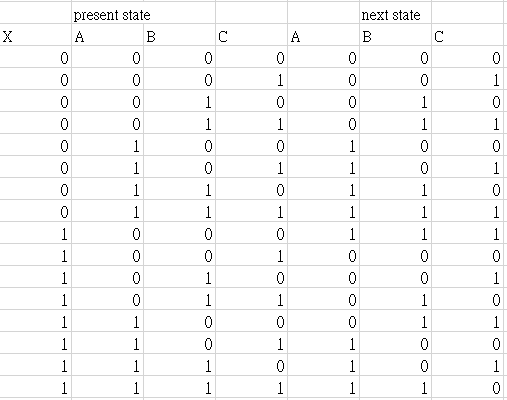 present state next state
X A B C A B C
0 0 0 0 0 0 0
0 0 0 1 0 0 1
0 0 1 0 0 1 0
0 0 1 1 0 1 1
0 1 0 0 1 0 0
0 1 0 1 1 0 1
0 1 1 0 1 1 0
0 1 1 1 1 1 1
1 0 0 0 1 1 1
1 0 0 1 0 0 0
1 0 1 0 0 0 1
1 0 1 1 0 1 0
1 1 0 0 0 1 1
1 1 0 1 1 0 0
1 1 1 0 1 0 1
1 1 1 1 1 1 0